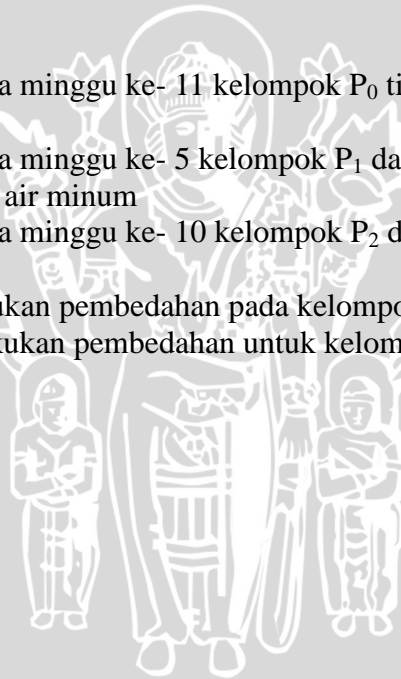 a minggu ke- 11 kelompok P₀ ti
a minggu ke- 5 kelompok P₁ da
air minum
a minggu ke- 10 kelompok P₂ d
ukan pembedahan pada kelompo
kukan pembedahan untuk kelom